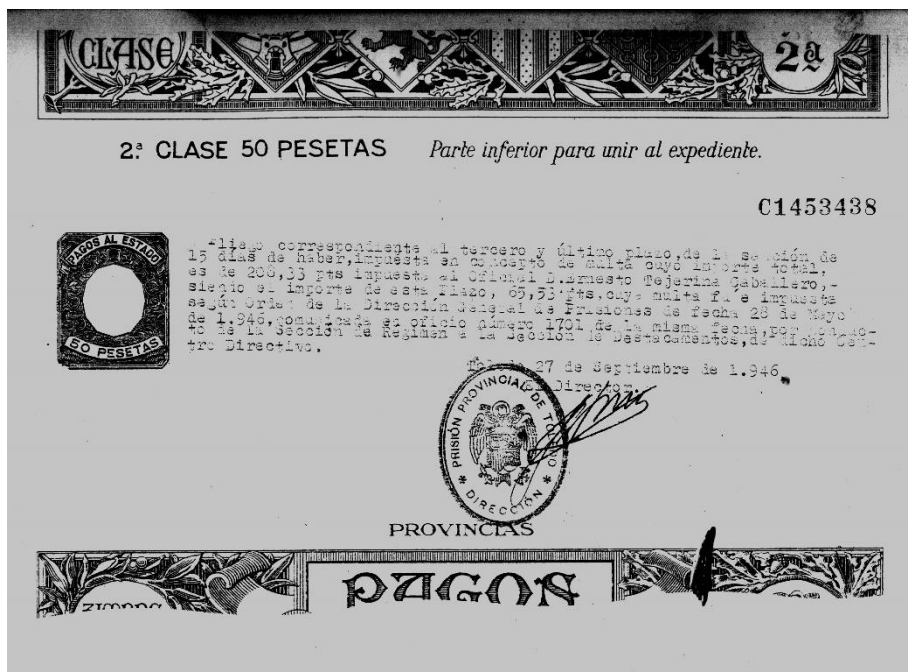 CLASE
2ª
2.ª CLASE 50 PESETAS Parte inferior para unir al expediente.
C1453438
PAGOS AL ESTADO
50 PESETAS
Pliego correspondiente al tercero y último plazo, de la sanción de
15 días de haber, impuesta en concepto de multa cuyo importe total,
es de 208,33 pts impuesta al Oficial D. Ernesto Tejerina Caballero,-
siendo el importe de este plazo, 65,53 pts, cuya multa fué impuesta
según Orden de la Dirección General de Prisiones de fecha 28 de Mayo
de 1.946, comunicada en oficio número 1701 de la misma fecha, por conduc-
to de la Sección de Régimen a la Sección de Destacamentos, de dicho Cen-
tro Directivo.
Toledo 27 de Septiembre de 1.946
El Director,
PRISIÓN PROVINCIAL DE TOLEDO
* DIRECCIÓN *
PROVINCIAS
TIMBRE
PAGOS